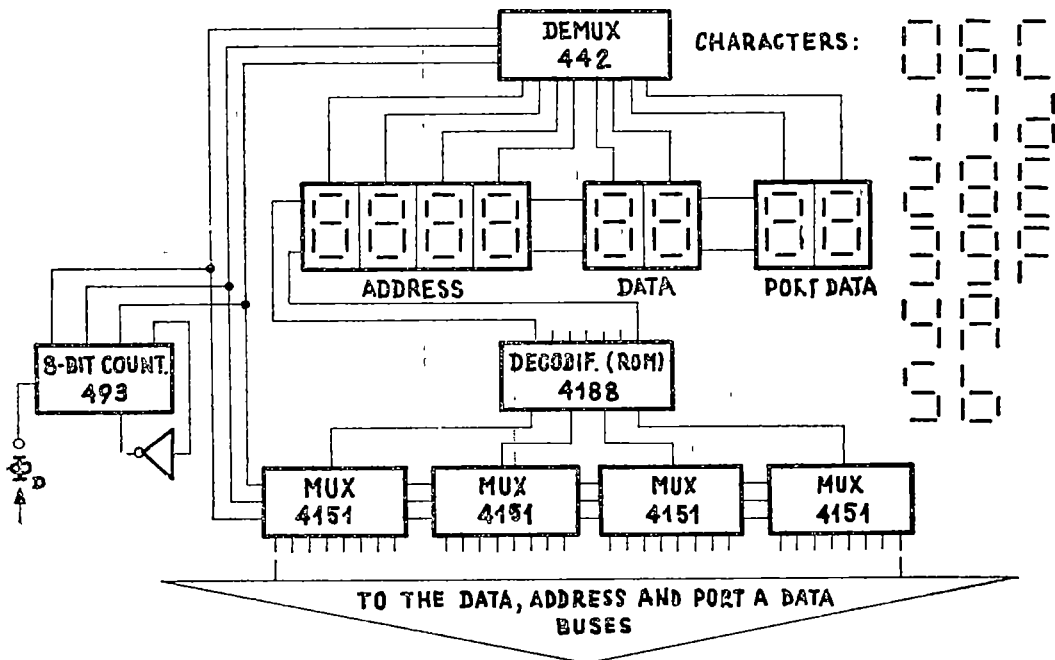 DEMUX
442
CHARACTERS:
ADDRESS
DATA
PORT DATA
8-BIT COUNT.
493
DECODIF. (ROM)
4188
MUX
4151
MUX
4151
MUX
4151
MUX
4151
TO THE DATA, ADDRESS AND PORT A DATA
BUSES